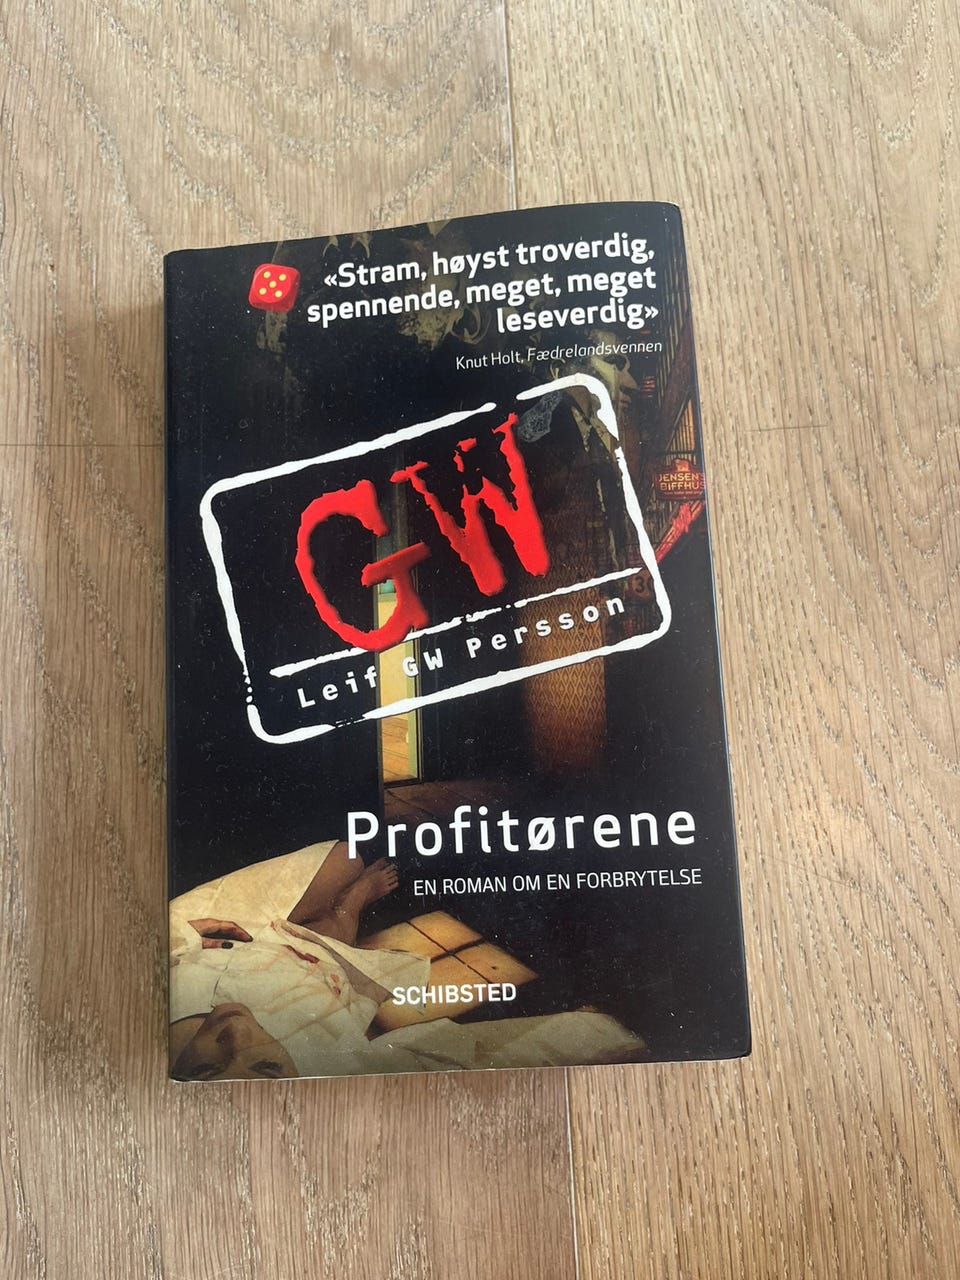 «Stram, høyst troverdig,
spennende, meget, meget
leseverdig»
Knut Holt, Fædrelandsvennen
GW
Leif GW Persson
JENSEN'S
BIFFHUS
Profitørene
EN ROMAN OM EN FORBRYTELSE
SCHIBSTED